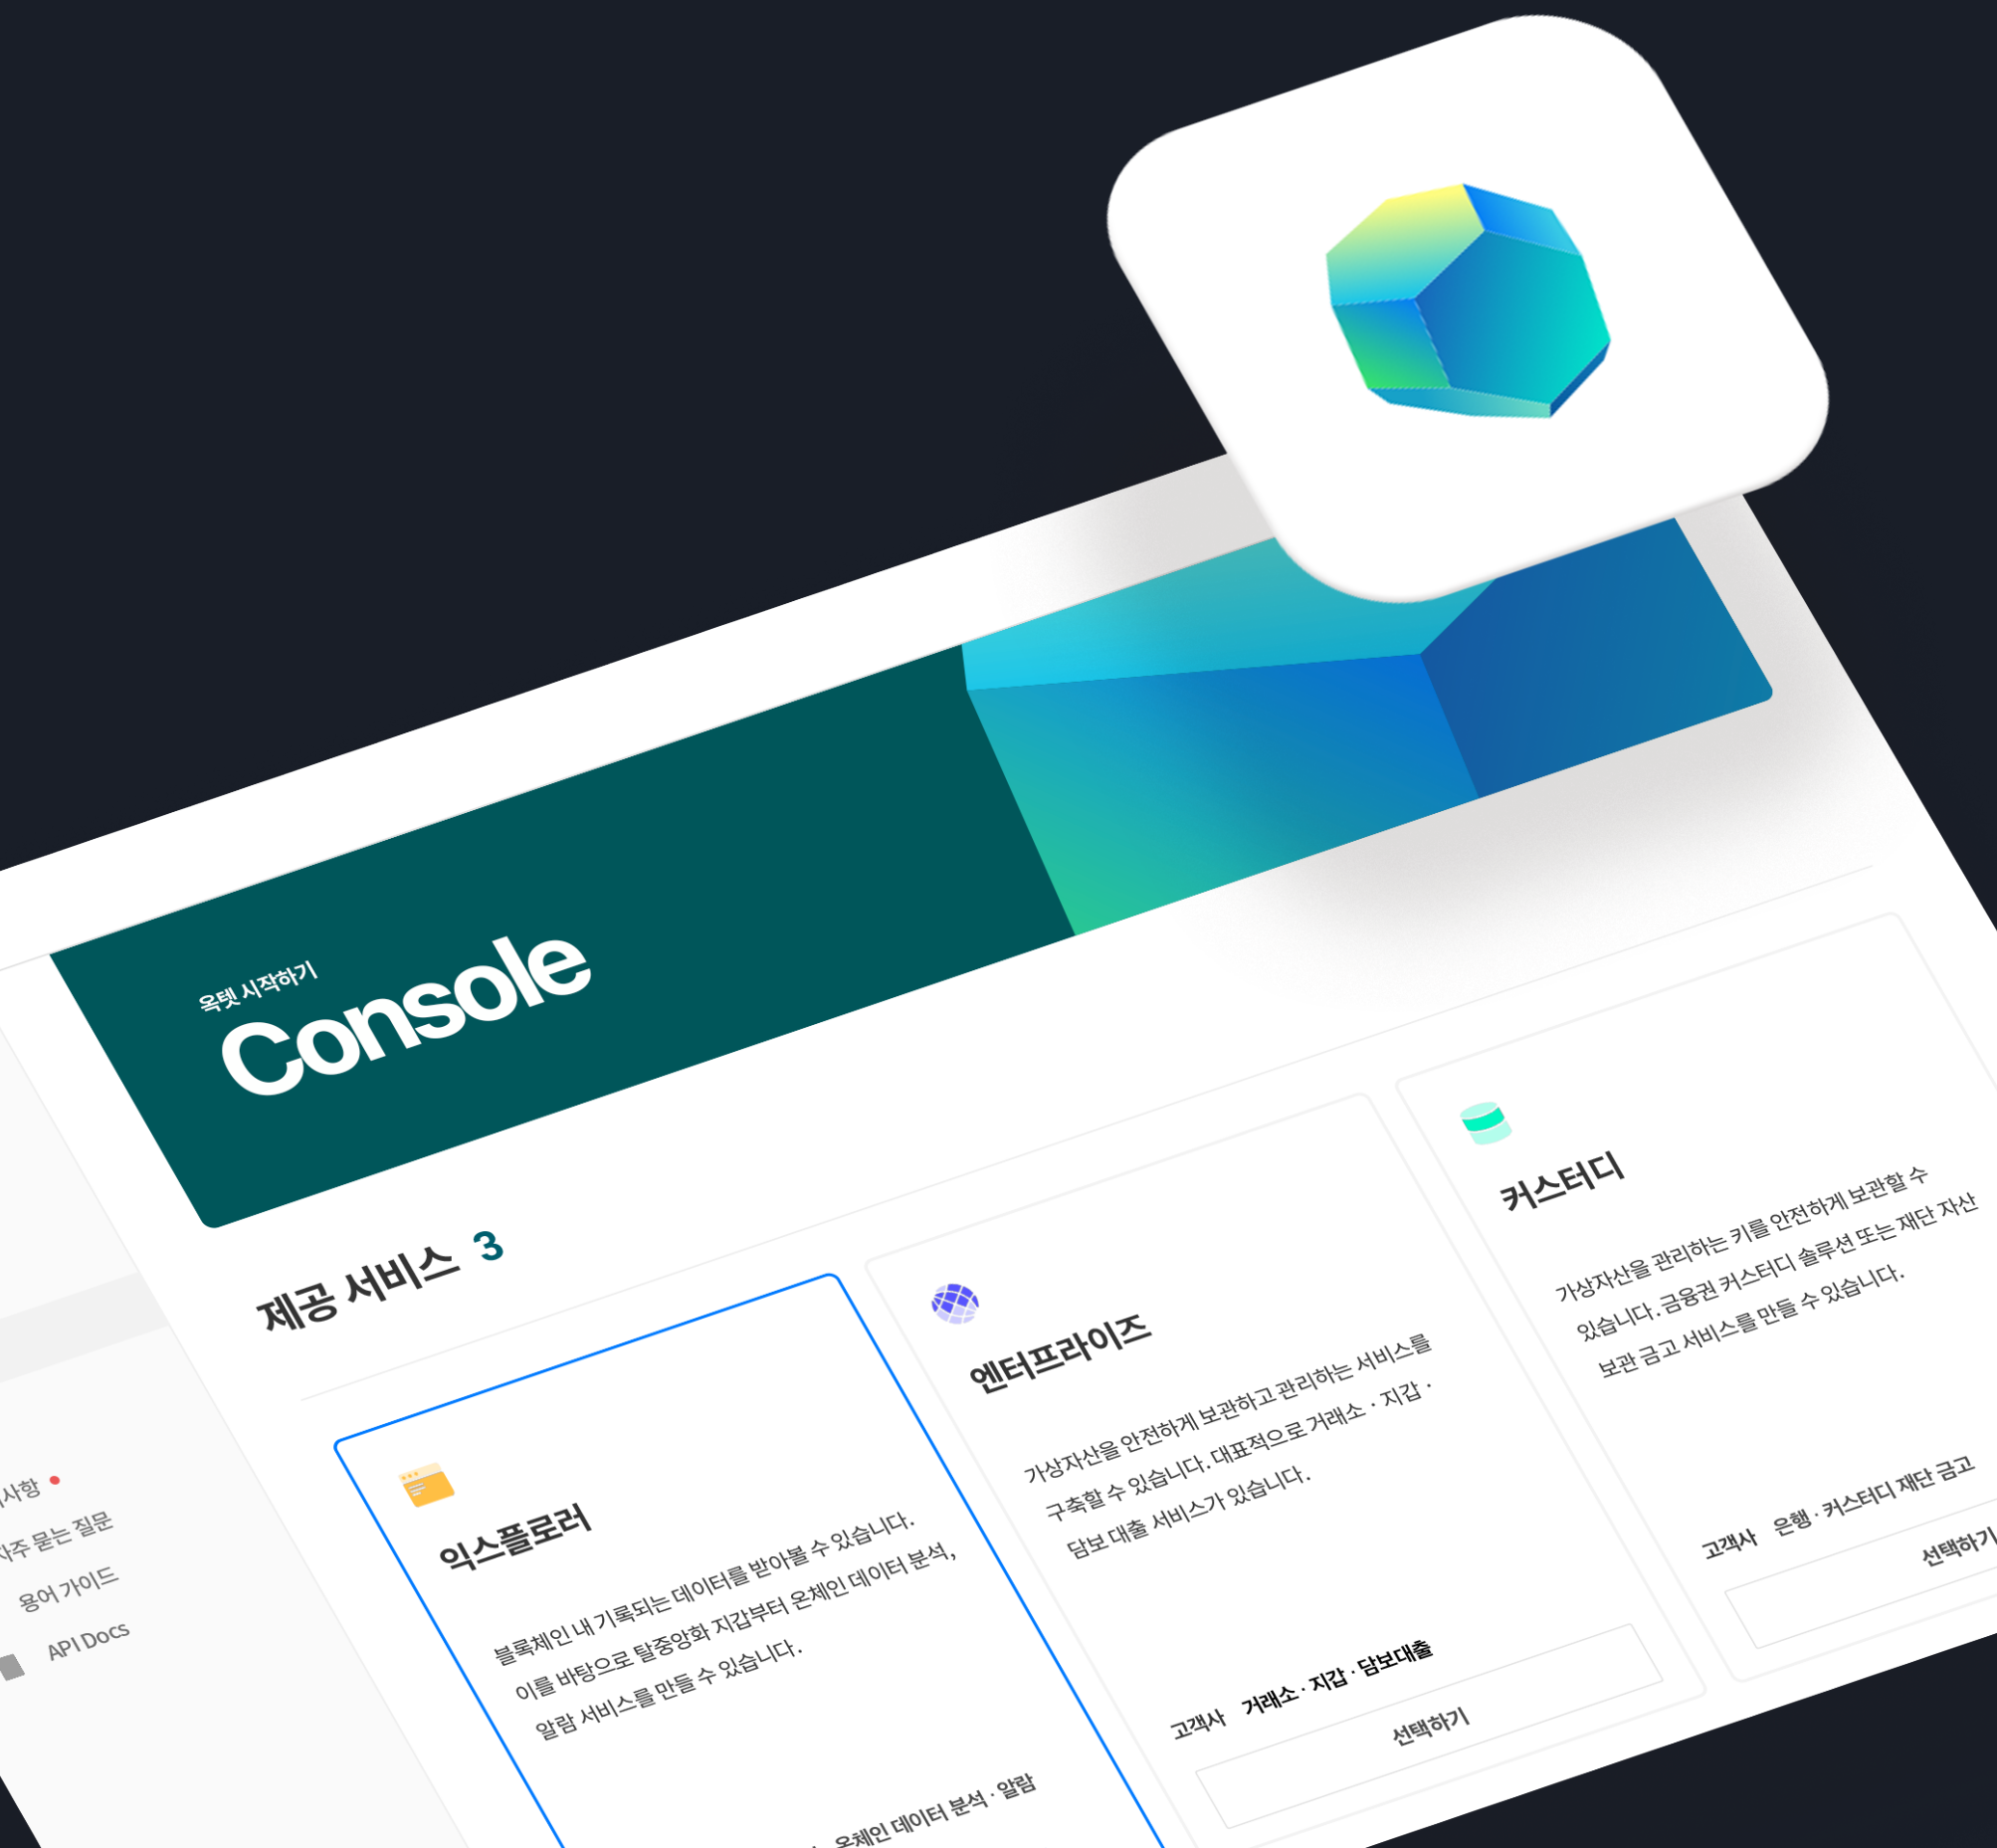 옥텟 시작하기
Console
제공 서비스 3
익스플로러
블록체인 내 기록되는 데이터를 받아볼 수 있습니다.
이를 바탕으로 탈중앙화 지갑부터 온체인 데이터 분석,
알람 서비스를 만들 수 있습니다.
온체인 데이터 분석 · 알람
엔터프라이즈
가상자산을 안전하게 보관하고 관리하는 서비스를
구축할 수 있습니다. 대표적으로 거래소 · 지갑 ·
담보 대출 서비스가 있습니다.
고객사 거래소 · 지갑 · 담보대출
선택하기
커스터디
가상자산을 관리하는 키를 안전하게 보관할 수
있습니다. 금융권 커스터디 솔루션 또는 재단 자산
보관 금고 서비스를 만들 수 있습니다.
고객사 은행 · 커스터디 재단 금고
선택하기
사항
자주 묻는 질문
용어 가이드
API Docs